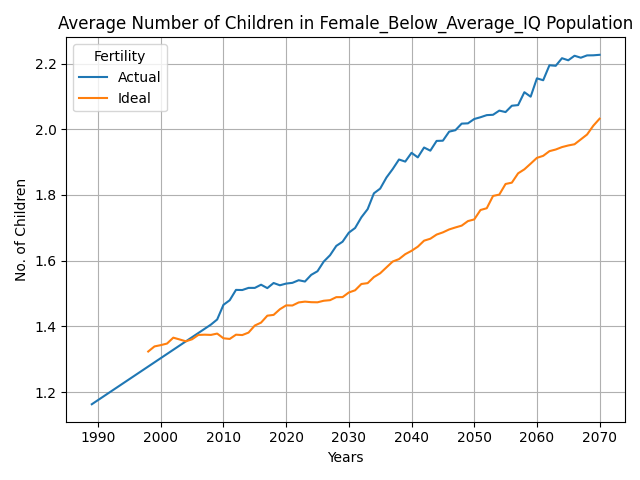 Average Number of Children in Female_Below_Average_IQ Population
Fertility
Actual
Ideal
No. of Children
2.2
2.0
1.8
1.6
1.4
1.2
1990 2000 2010 2020 2030 2040 2050 2060 2070
Years